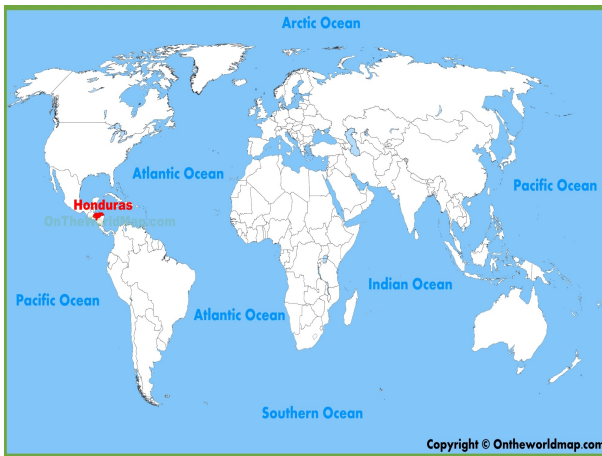 Arctic Ocean
Atlantic Ocean
Pacific Ocean
Honduras
OnTheWorldMap.com
Indian Ocean
Pacific Ocean
Atlantic Ocean
Southern Ocean
Copyright © Ontheworldmap.com